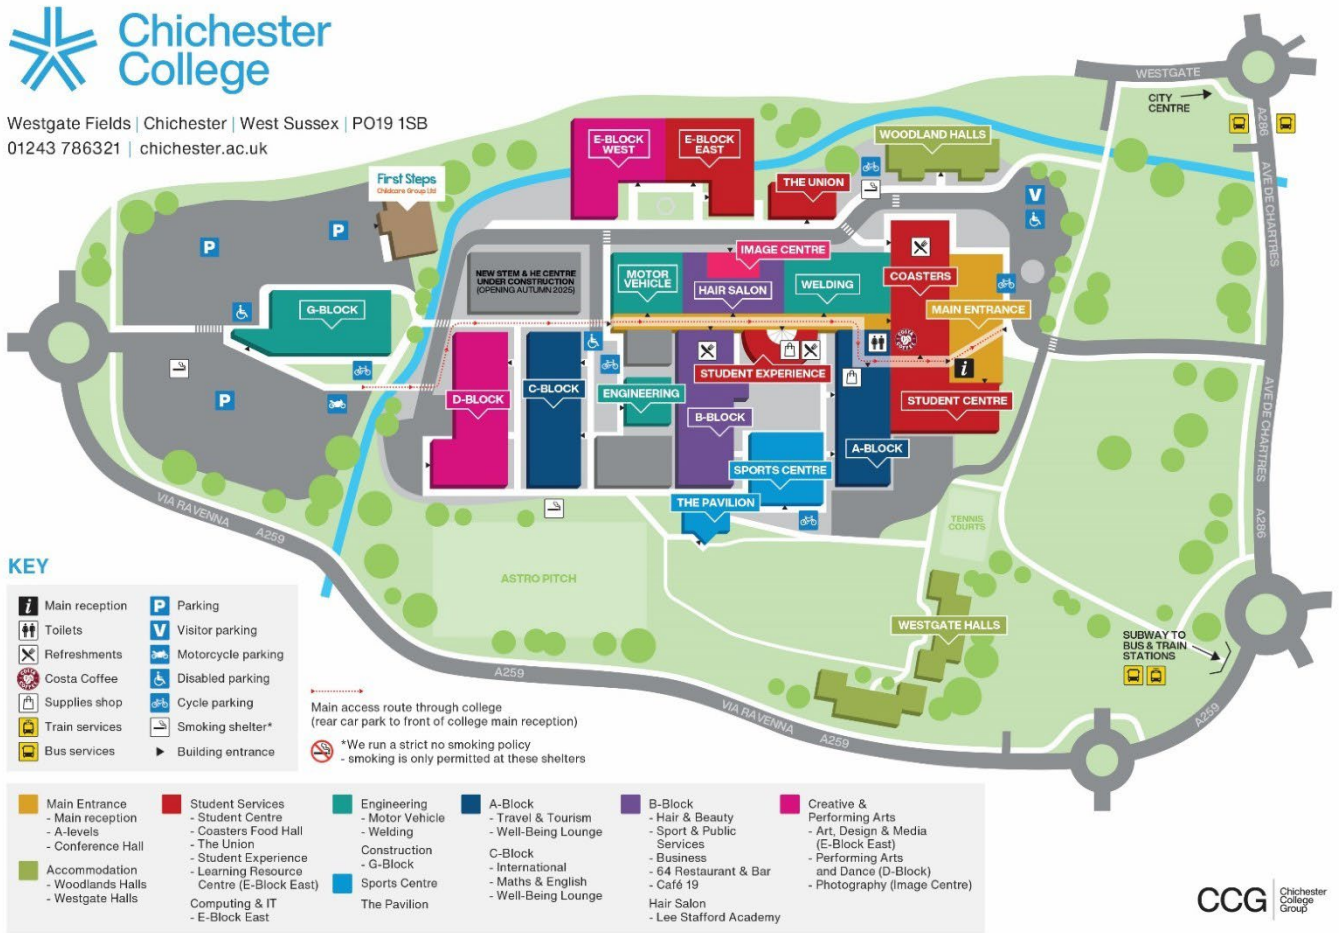 Chichester
College
Westgate Fields | Chichester | West Sussex | PO19 1SB
01243 786321 | chichester.ac.uk
First Steps
Childcare Group Ltd
E-BLOCK
WEST
E-BLOCK
EAST
WOODLAND HALLS
THE UNION
WESTGATE
CITY
CENTRE
A286
AVE DE CHARTRES
P
P
V
IMAGE CENTRE
NEW STEM & HE CENTRE
UNDER CONSTRUCTION
(OPENING AUTUMN 2025)
MOTOR
VEHICLE
HAIR SALON
WELDING
COASTERS
G-BLOCK
MAIN ENTRANCE
COSTA
COFFEE
i
STUDENT EXPERIENCE
P
D-BLOCK
C-BLOCK
ENGINEERING
B-BLOCK
STUDENT CENTRE
A-BLOCK
AVE DE CHARTRES
A286
SPORTS CENTRE
THE PAVILION
TENNIS
COURTS
VIA RAVENNA
A259
ASTRO PITCH
WESTGATE HALLS
SUBWAY TO
BUS & TRAIN
STATIONS
A259
VIA RAVENNA
A259
A259
KEY
i Main reception
Toilets
Refreshments
Costa Coffee
Supplies shop
Train services
Bus services
P Parking
V Visitor parking
Motorcycle parking
Disabled parking
Cycle parking
Smoking shelter*
Building entrance
Main access route through college
(rear car park to front of college main reception)
*We run a strict no smoking policy
- smoking is only permitted at these shelters
Main Entrance
- Main reception
- A-levels
- Conference Hall
Accommodation
- Woodlands Halls
- Westgate Halls
Student Services
- Student Centre
- Coasters Food Hall
- The Union
- Student Experience
- Learning Resource
Centre (E-Block East)
Computing & IT
- E-Block East
Engineering
- Motor Vehicle
- Welding
Construction
- G-Block
Sports Centre
The Pavilion
A-Block
- Travel & Tourism
- Well-Being Lounge
C-Block
- International
- Maths & English
- Well-Being Lounge
B-Block
- Hair & Beauty
- Sport & Public
Services
- Business
- 64 Restaurant & Bar
- Café 19
Hair Salon
- Lee Stafford Academy
Creative &
Performing Arts
- Art, Design & Media
(E-Block East)
- Performing Arts
and Dance (D-Block)
- Photography (Image Centre)
CCG
Chichester
College
Group